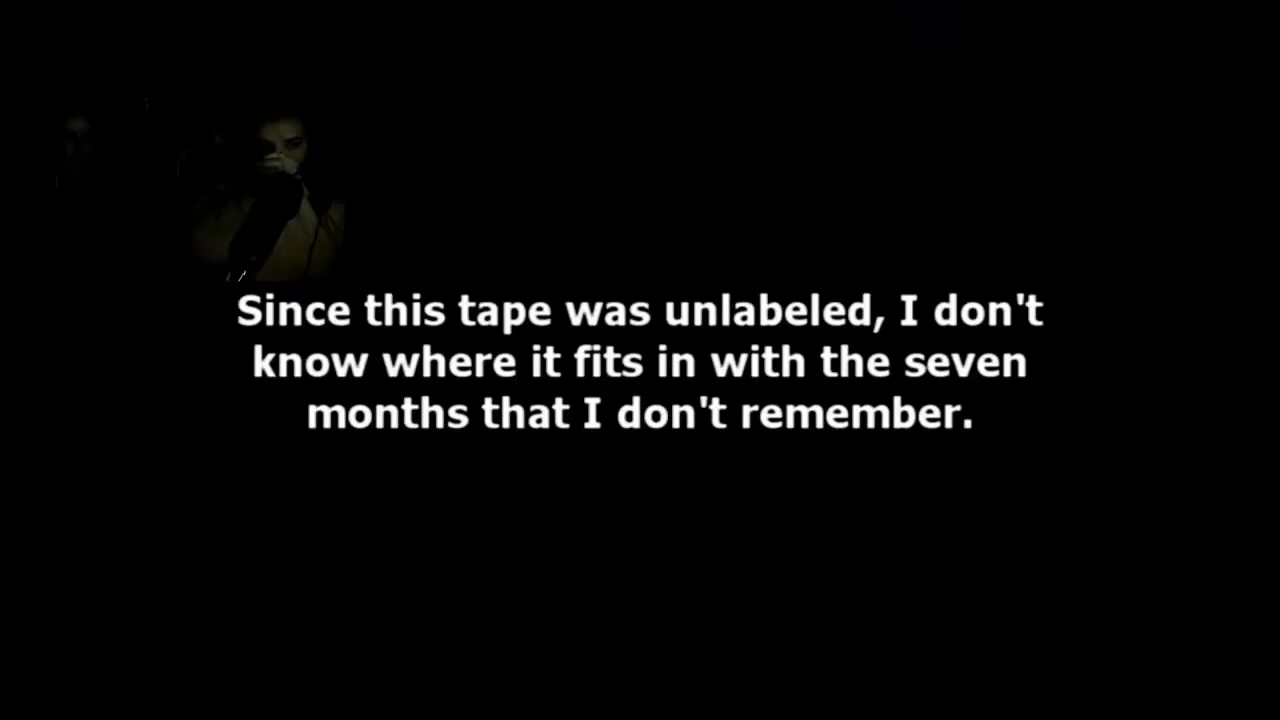 Since this tape was unlabeled, I don't
know where it fits in with the seven
months that I don't remember.